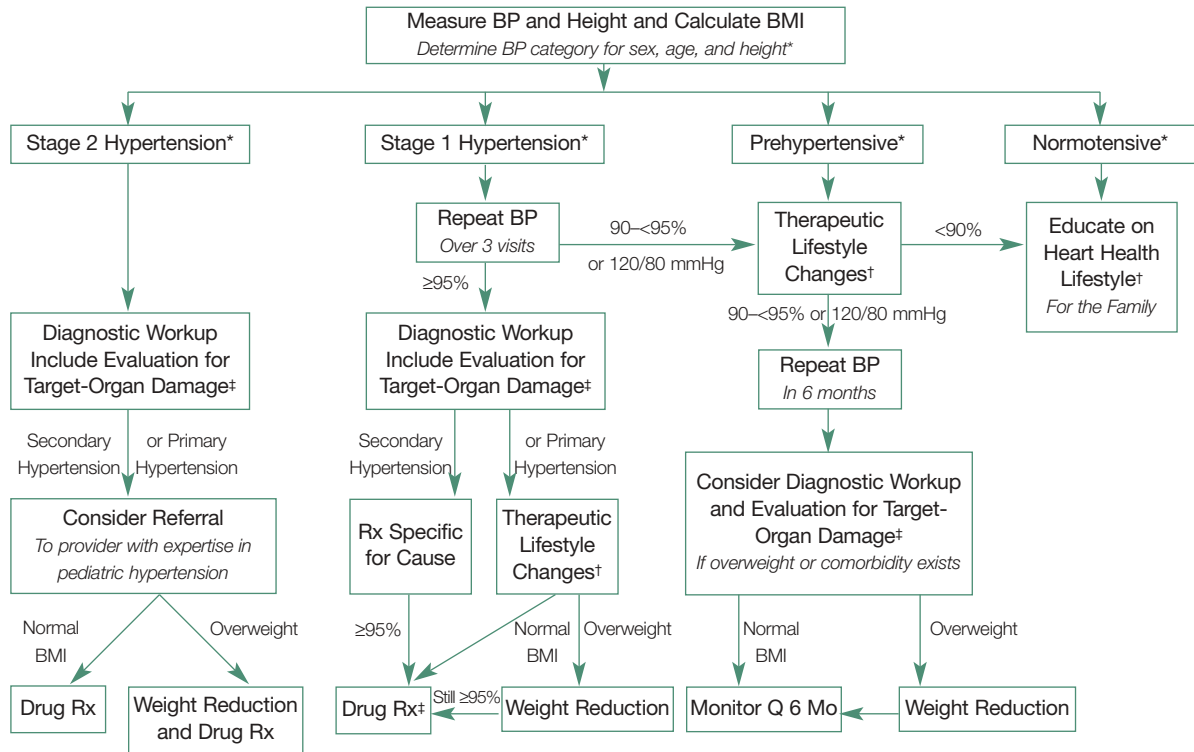 Measure BP and Height and Calculate BMI
Determine BP category for sex, age, and height*
Stage 2 Hypertension*
Stage 1 Hypertension*
Prehypertensive*
Normotensive*
Repeat BP
Over 3 visits
90–<95%
or 120/80 mmHg
Therapeutic
Lifestyle
Changes†
<90%
Educate on
Heart Health
Lifestyle†
For the Family
≥95%
90–<95% or 120/80 mmHg
Diagnostic Workup
Include Evaluation for
Target-Organ Damage‡
Diagnostic Workup
Include Evaluation for
Target-Organ Damage‡
Repeat BP
In 6 months
Secondary
Hypertension
or Primary
Hypertension
Secondary
Hypertension
or Primary
Hypertension
Consider Diagnostic Workup
and Evaluation for Target-
Organ Damage‡
If overweight or comorbidity exists
Consider Referral
To provider with expertise in
pediatric hypertension
Rx Specific
for Cause
Therapeutic
Lifestyle
Changes†
Normal
BMI
Overweight
≥95%
Normal
BMI
Overweight
Normal
BMI
Overweight
Drug Rx
Weight Reduction
and Drug Rx
Drug Rx‡
Still ≥95%
Weight Reduction
Monitor Q 6 Mo
Weight Reduction